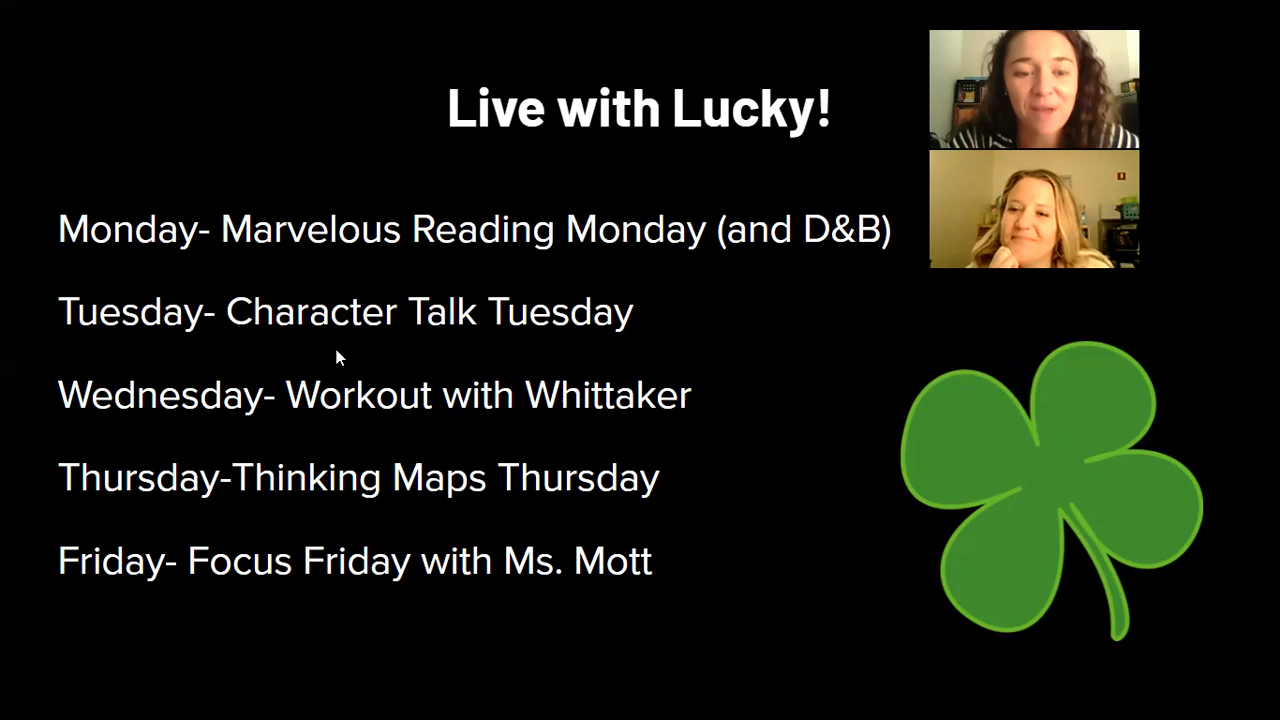 Live with Lucky!
Monday- Marvelous Reading Monday (and D&B)
Tuesday- Character Talk Tuesday
Wednesday- Workout with Whittaker
Thursday-Thinking Maps Thursday
Friday- Focus Friday with Ms. Mott